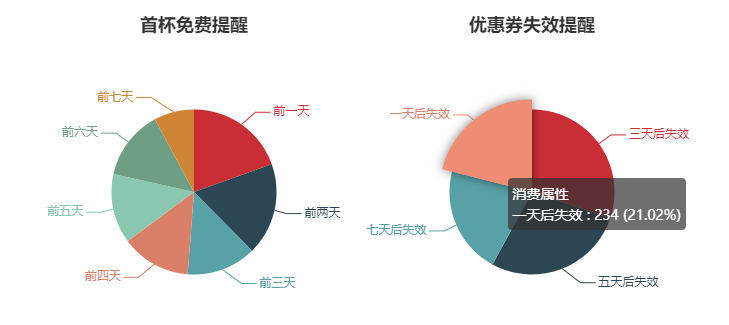 首杯免费提醒
优惠券失效提醒
前七天
前一天
前六天
前五天
前两天
前四天
前三天
一天后失效
三天后失效
消费属性
一天后失效 : 234 (21.02%)
七天后失效
五天后失效